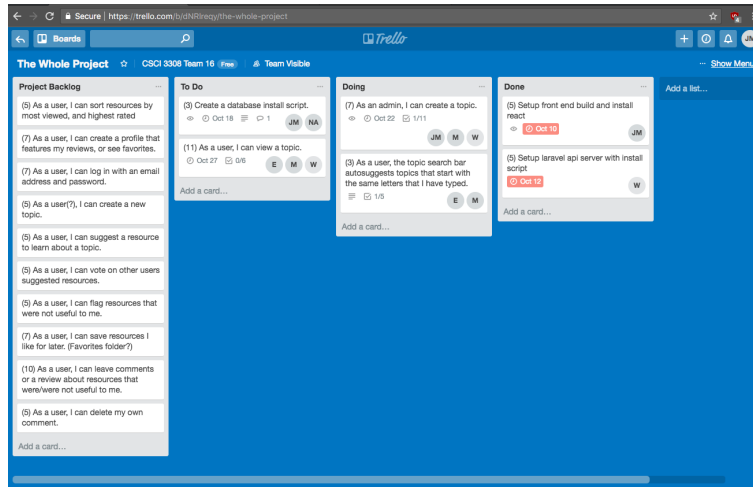 Secure | https://trello.com/b/dNRlreqy/the-whole-project
Boards
Trello
JM
The Whole Project
CSCI 3308 Team 16 Free
Team Visible
... Show Menu
Project Backlog ...
(5) As a user, I can sort resources by
most viewed, and highest rated
(7) As a user, I can create a profile that
features my reviews, or see favorites.
(7) As a user, I can log in with an email
address and password.
(5) As a user(?), I can create a new
topic.
(5) As a user, I can suggest a resource
to learn about a topic.
(5) As a user, I can vote on other users
suggested resources.
(5) As a user, I can flag resources that
were not useful to me.
(7) As a user, I can save resources I
like for later. (Favorites folder?)
(10) As a user, I can leave comments
or a review about resources that
were/were not useful to me.
(5) As a user, I can delete my own
comment.
Add a card...
To Do ...
(3) Create a database install script.
Oct 18 1
JM NA
(11) As a user, I can view a topic.
Oct 27 0/6
E M W
Add a card...
Doing ...
(7) As an admin, I can create a topic.
Oct 22 1/11
JM M W
(3) As a user, the topic search bar
autosuggests topics that start with
the same letters that I have typed.
1/5
E M
Add a card...
Done ...
(5) Setup front end build and install
react
Oct 10
JM
(5) Setup laravel api server with install
script
Oct 12
W
Add a card...
Add a list...